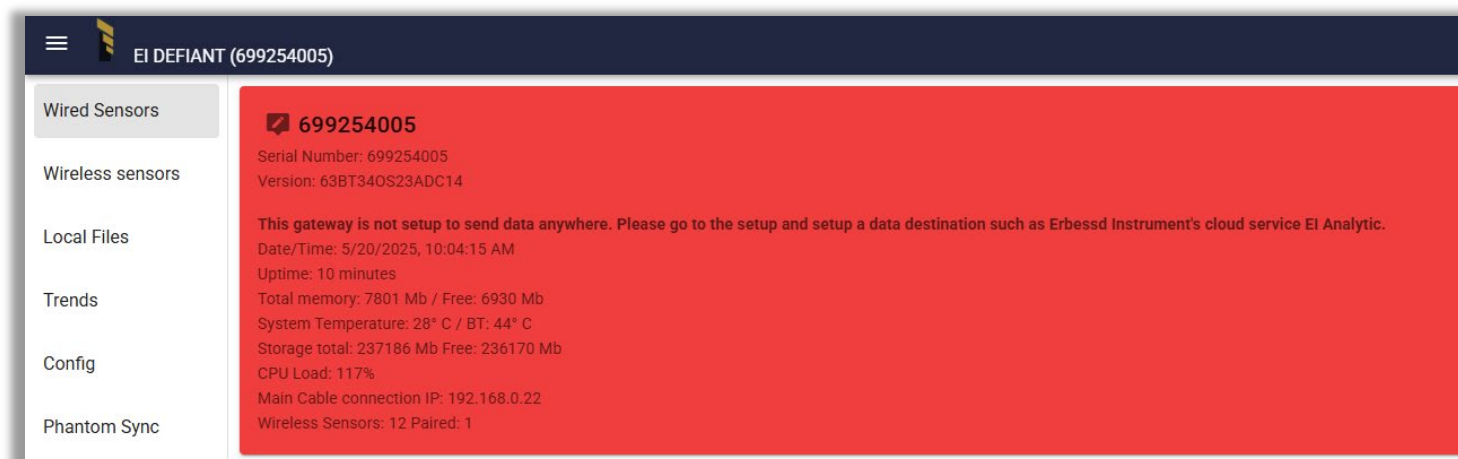 EI DEFIANT (699254005)
Wired Sensors
Wireless sensors
Local Files
Trends
Config
Phantom Sync
699254005
Serial Number: 699254005
Version: 63BT34OS23ADC14
This gateway is not setup to send data anywhere. Please go to the setup and setup a data destination such as Erbessd Instrument's cloud service EI Analytic.
Date/Time: 5/20/2025, 10:04:15 AM
Uptime: 10 minutes
Total memory: 7801 Mb / Free: 6930 Mb
System Temperature: 28° C / BT: 44° C
Storage total: 237186 Mb Free: 236170 Mb
CPU Load: 117%
Main Cable connection IP: 192.168.0.22
Wireless Sensors: 12 Paired: 1